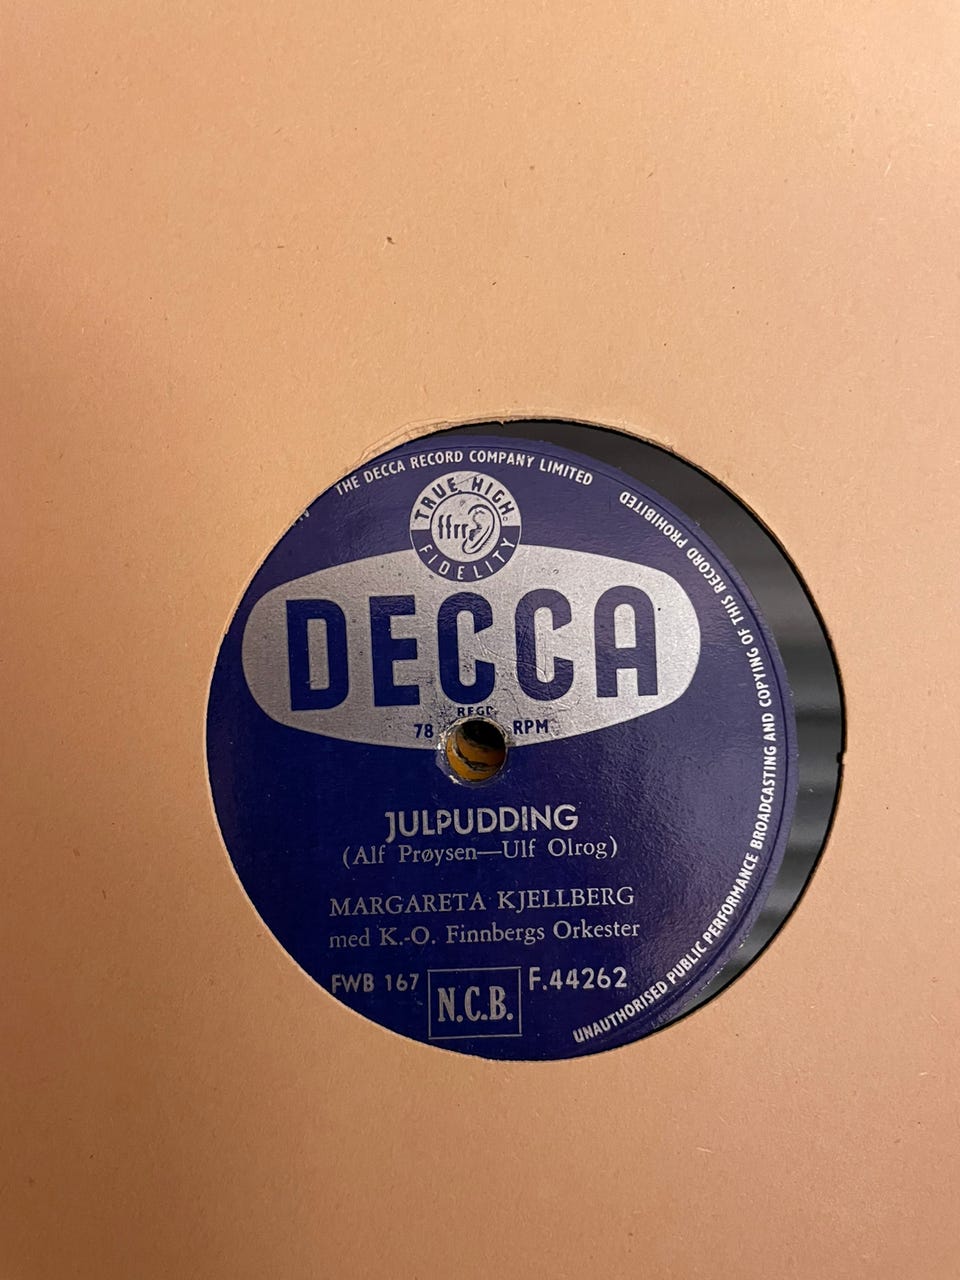 THE DECCA RECORD COMPANY LIMITED
TRUE HIGH
ffrr
FIDELITY
DECCA
REGD
78 RPM
JULPUDDING
(Alf Prøysen—Ulf Olrog)
MARGARETA KJELLBERG
med K.-O. Finnbergs Orkester
FWB 167 N.C.B. F.44262
UNAUTHORISED PUBLIC PERFORMANCE BROADCASTING AND COPYING OF THIS RECORD PROHIBITED